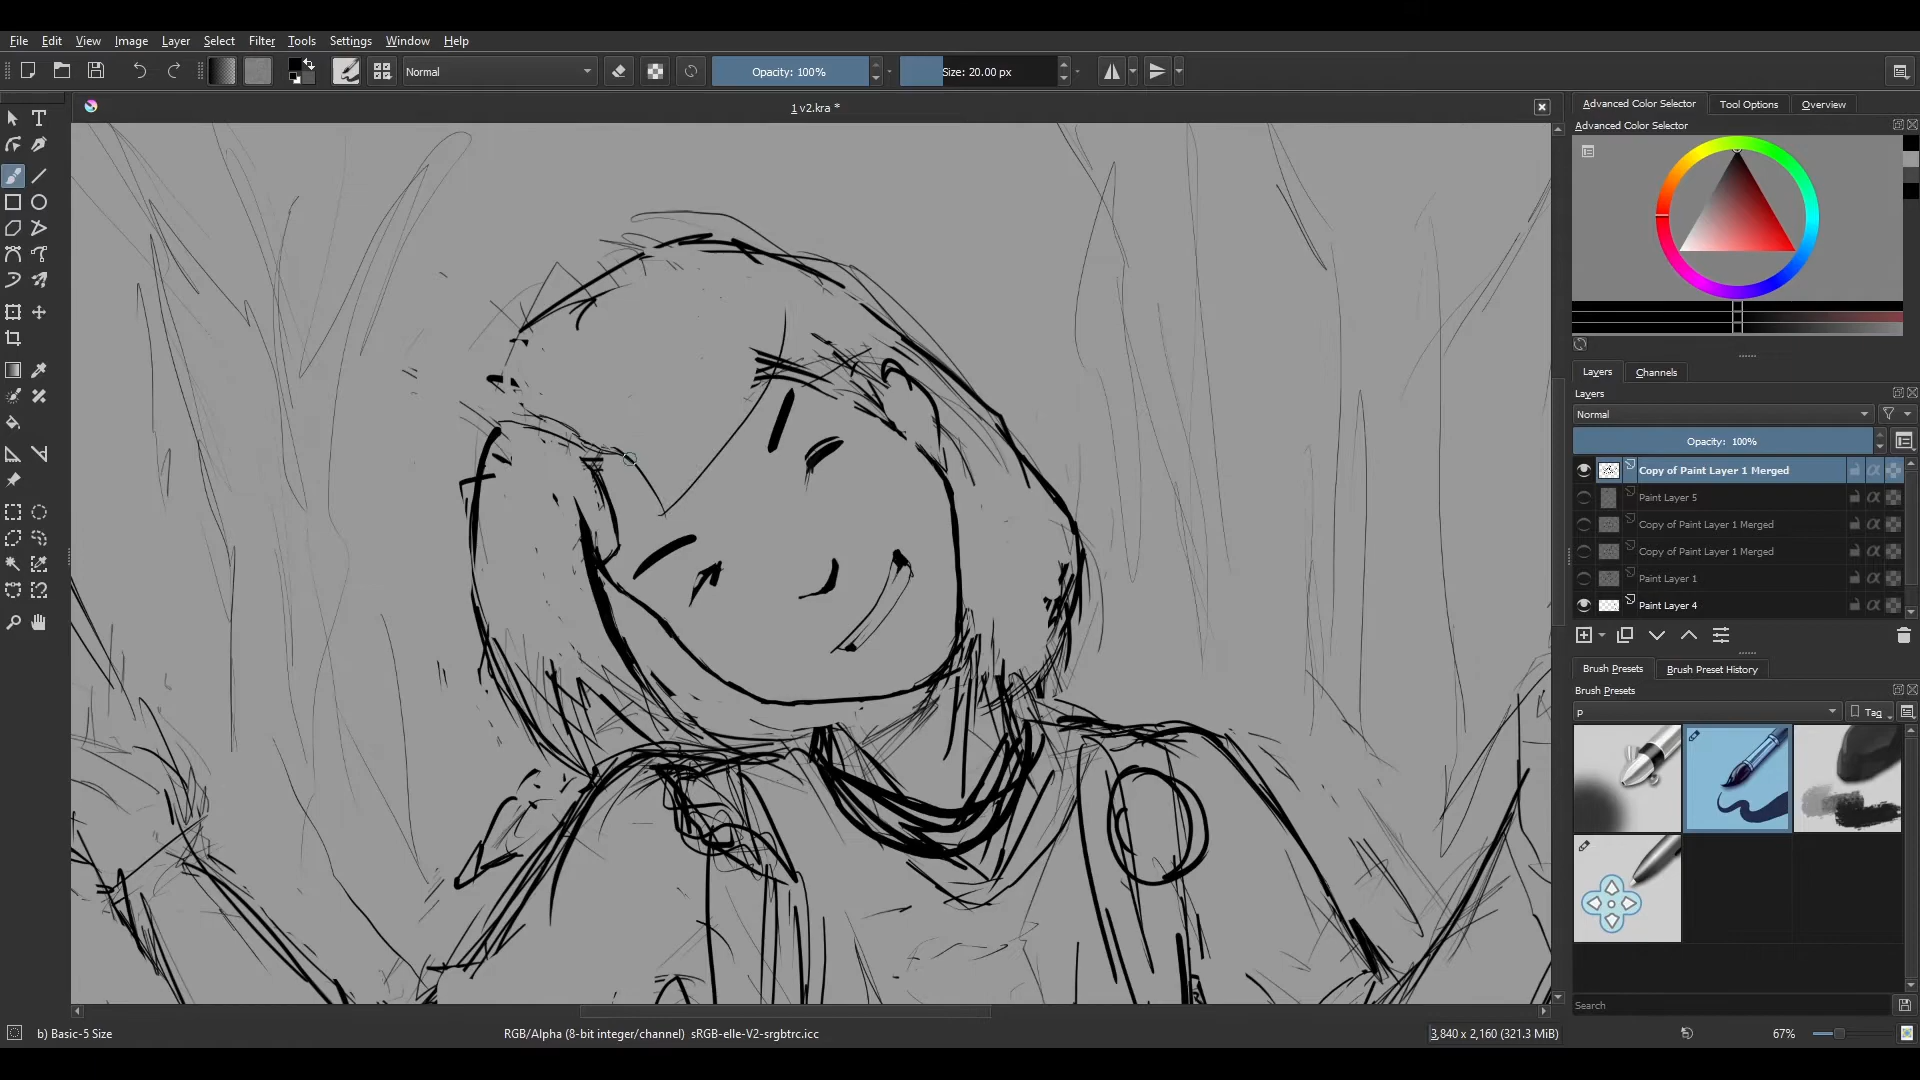 File Edit View Image Layer Select Filter Tools Settings Window Help
Normal Opacity: 100% Size: 20.00 px
1 v2.kra *
Advanced Color Selector Tool Options Overview
Advanced Color Selector
Layers Channels
Layers
Normal
Opacity: 100%
Copy of Paint Layer 1 Merged
Paint Layer 5
Copy of Paint Layer 1 Merged
Copy of Paint Layer 1 Merged
Paint Layer 1
Paint Layer 4
Brush Presets Brush Preset History
Brush Presets
p Tag
Search
b) Basic-5 Size RGB/Alpha (8-bit integer/channel) sRGB-elle-V2-srgbtrc.icc 3,840 x 2,160 (321.3 MiB) 67%